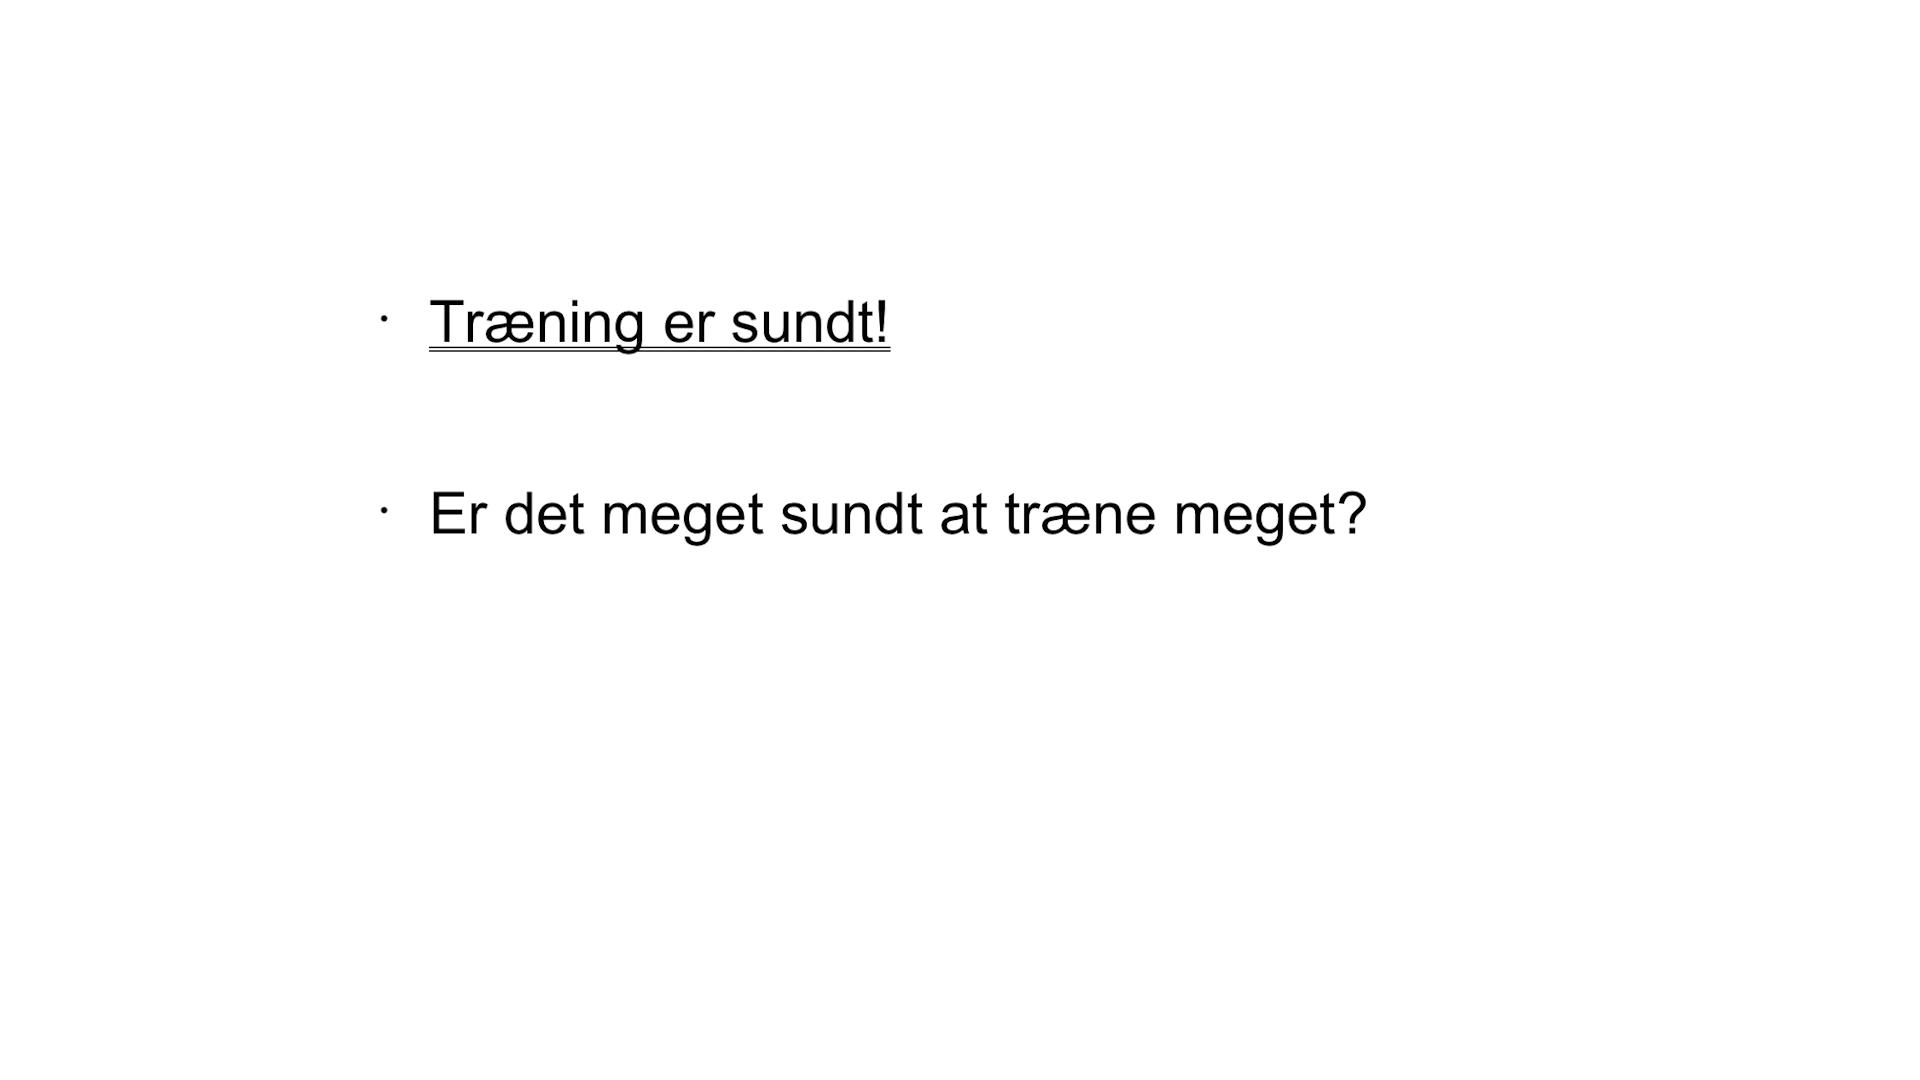 · Træning er sundt!
· Er det meget sundt at træne meget?